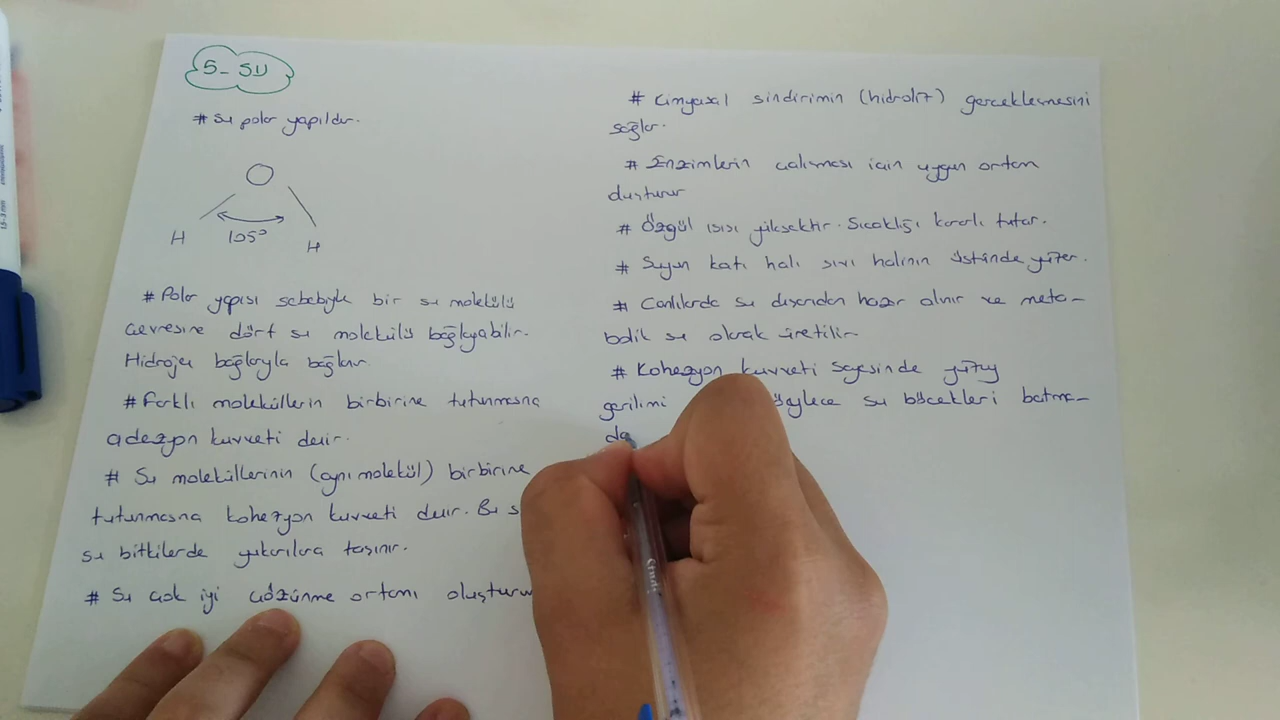 5- SU
# Su polar yapılıdır.
O
105°
H
H
# Polar yapısı sebebiyle bir su molekülü
çevresine dört su molekülü bağlayabilir.
Hidrojen bağlarıyla bağlanır.
# Farklı moleküllerin birbirine tutunmasına
adezyon kuvveti denir.
# Su moleküllerinin (aynı molekül) birbirine
tutunmasına kohezyon kuvveti denir. Bu s
su bitkilerde yukarılara taşınır.
# Su çok iyi çözünme ortamı oluşturu
# Kimyasal sindirimin (hidroliz) gerçekleşmesini
sağlar.
# Enzimlerin çalışması için uygun ortam
oluşturur
# Özgül ısısı yüksektir. Sıcaklığı kararlı tutar.
# Suyun katı hali sıvı halinin üstünde yüzer.
# Canlılarda su dışarıdan hazır alınır ve meta-
bolik su olarak üretilir
# Kohezyon kuvveti sayesinde yüzey
gerilimi öylece su böcekleri batma-
da